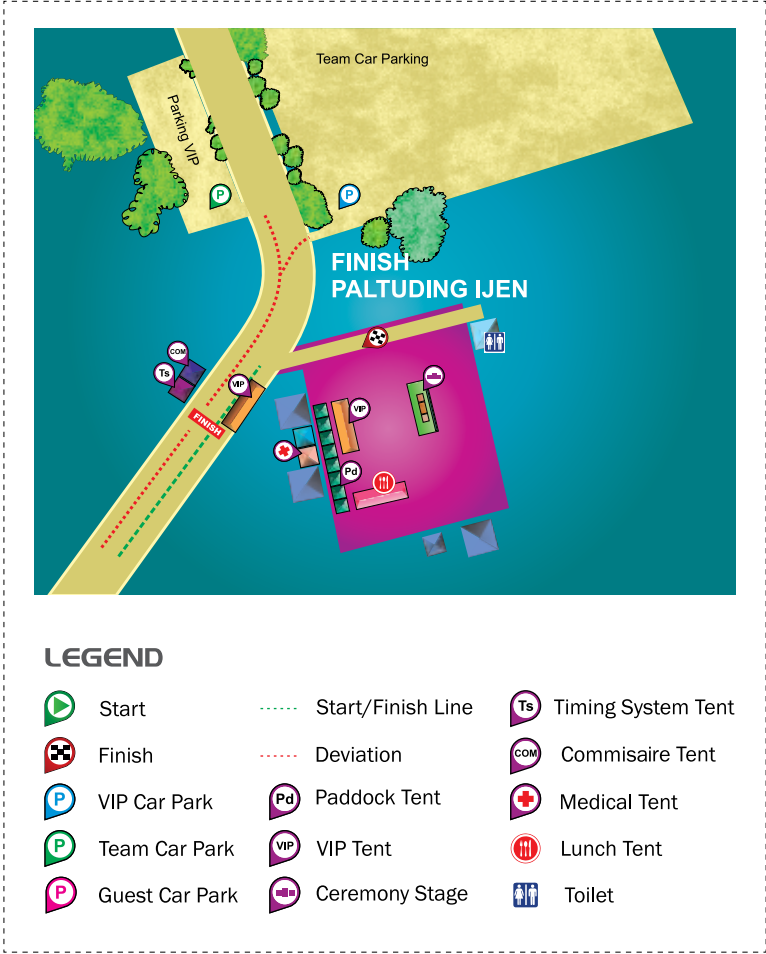 Team Car Parking
Parking VIP
P
P
FINISH
PALTUDING IJEN
COM
Ts
VIP
FINISH
VIP
Pd
LEGEND
Start
Finish
P VIP Car Park
P Team Car Park
P Guest Car Park
Start/Finish Line
Deviation
Pd Paddock Tent
VIP VIP Tent
Ceremony Stage
Ts Timing System Tent
COM Commisaire Tent
Medical Tent
Lunch Tent
Toilet